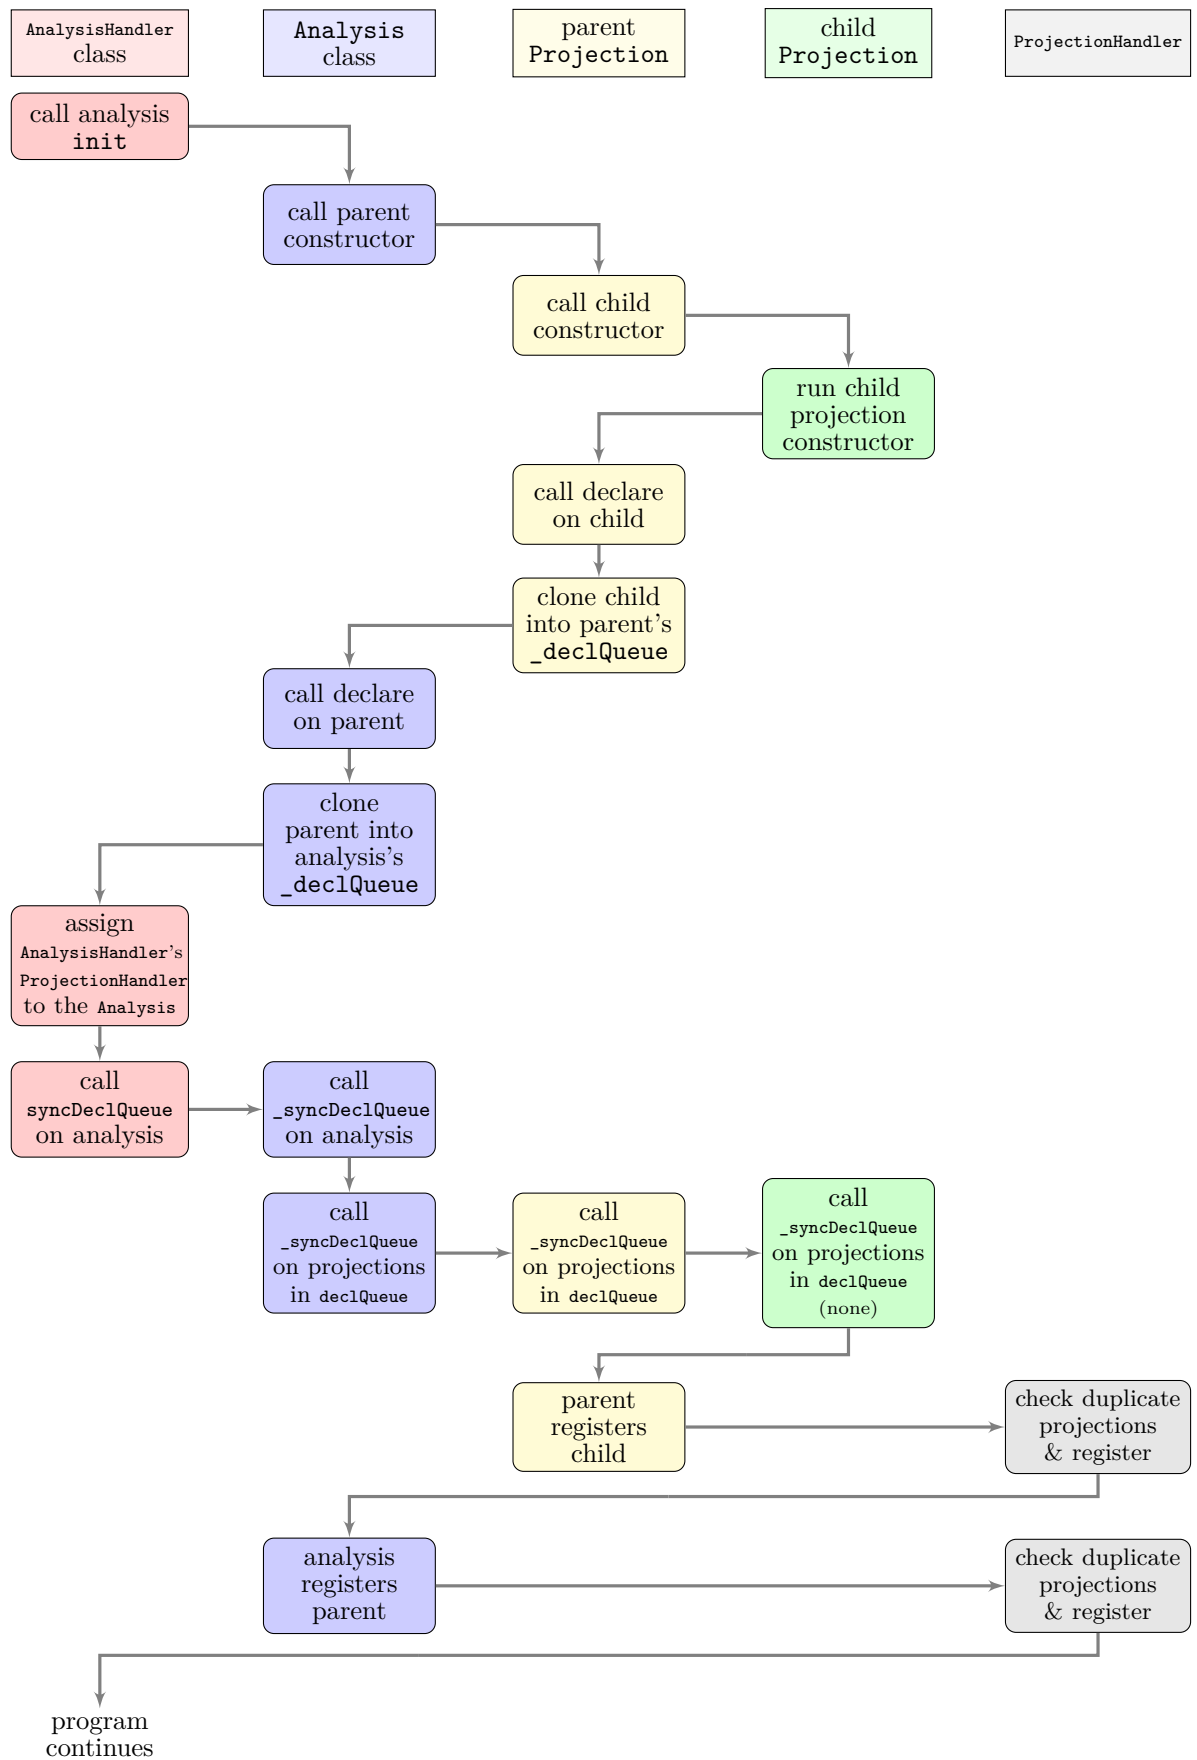 AnalysisHandler
class
Analysis
class
parent
Projection
child
Projection
ProjectionHandler
call analysis
init
call parent
constructor
call child
constructor
run child
projection
constructor
call declare
on child
clone child
into parent's
_declQueue
call declare
on parent
clone
parent into
analysis's
_declQueue
assign
AnalysisHandler's
ProjectionHandler
to the Analysis
call
syncDeclQueue
on analysis
call
_syncDeclQueue
on analysis
call
_syncDeclQueue
on projections
in declQueue
call
_syncDeclQueue
on projections
in declQueue
call
_syncDeclQueue
on projections
in declQueue
(none)
parent
registers
child
check duplicate
projections
& register
analysis
registers
parent
check duplicate
projections
& register
program
continues